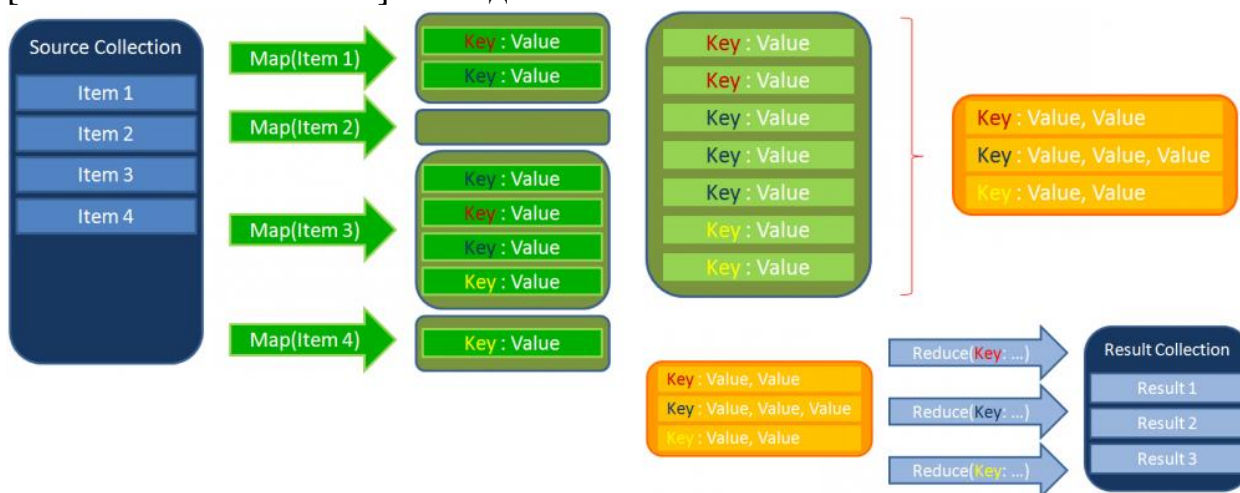 Source Collection
Item 1
Item 2
Item 3
Item 4
Map(Item 1)
Map(Item 2)
Map(Item 3)
Map(Item 4)
Key : Value
Key : Value
Key : Value
Key : Value
Key : Value
Key : Value
Key : Value
Key : Value
Key : Value
Key : Value
Key : Value
Key : Value
Key : Value
Key : Value
Key : Value, Value
Key : Value, Value, Value
Key : Value, Value
Key : Value, Value
Key : Value, Value, Value
Key : Value, Value
Reduce(Key: ...)
Reduce(Key: ...)
Reduce(Key: ...)
Result Collection
Result 1
Result 2
Result 3